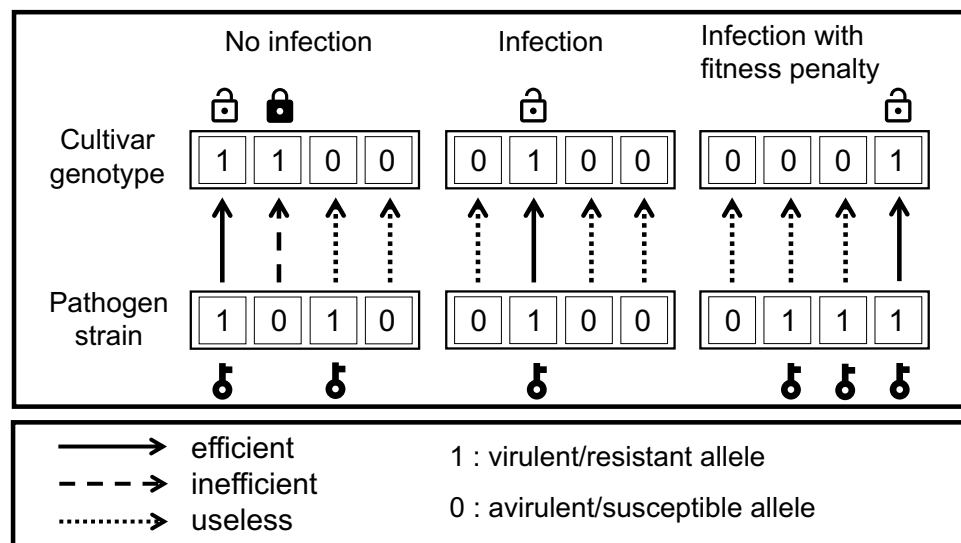 No infection
Infection
Infection with
fitness penalty
Cultivar
genotype
1 1 0 0
0 1 0 0
0 0 0 1
Pathogen
strain
1 0 1 0
0 1 0 0
0 1 1 1
efficient
inefficient
useless
1 : virulent/resistant allele
0 : avirulent/susceptible allele